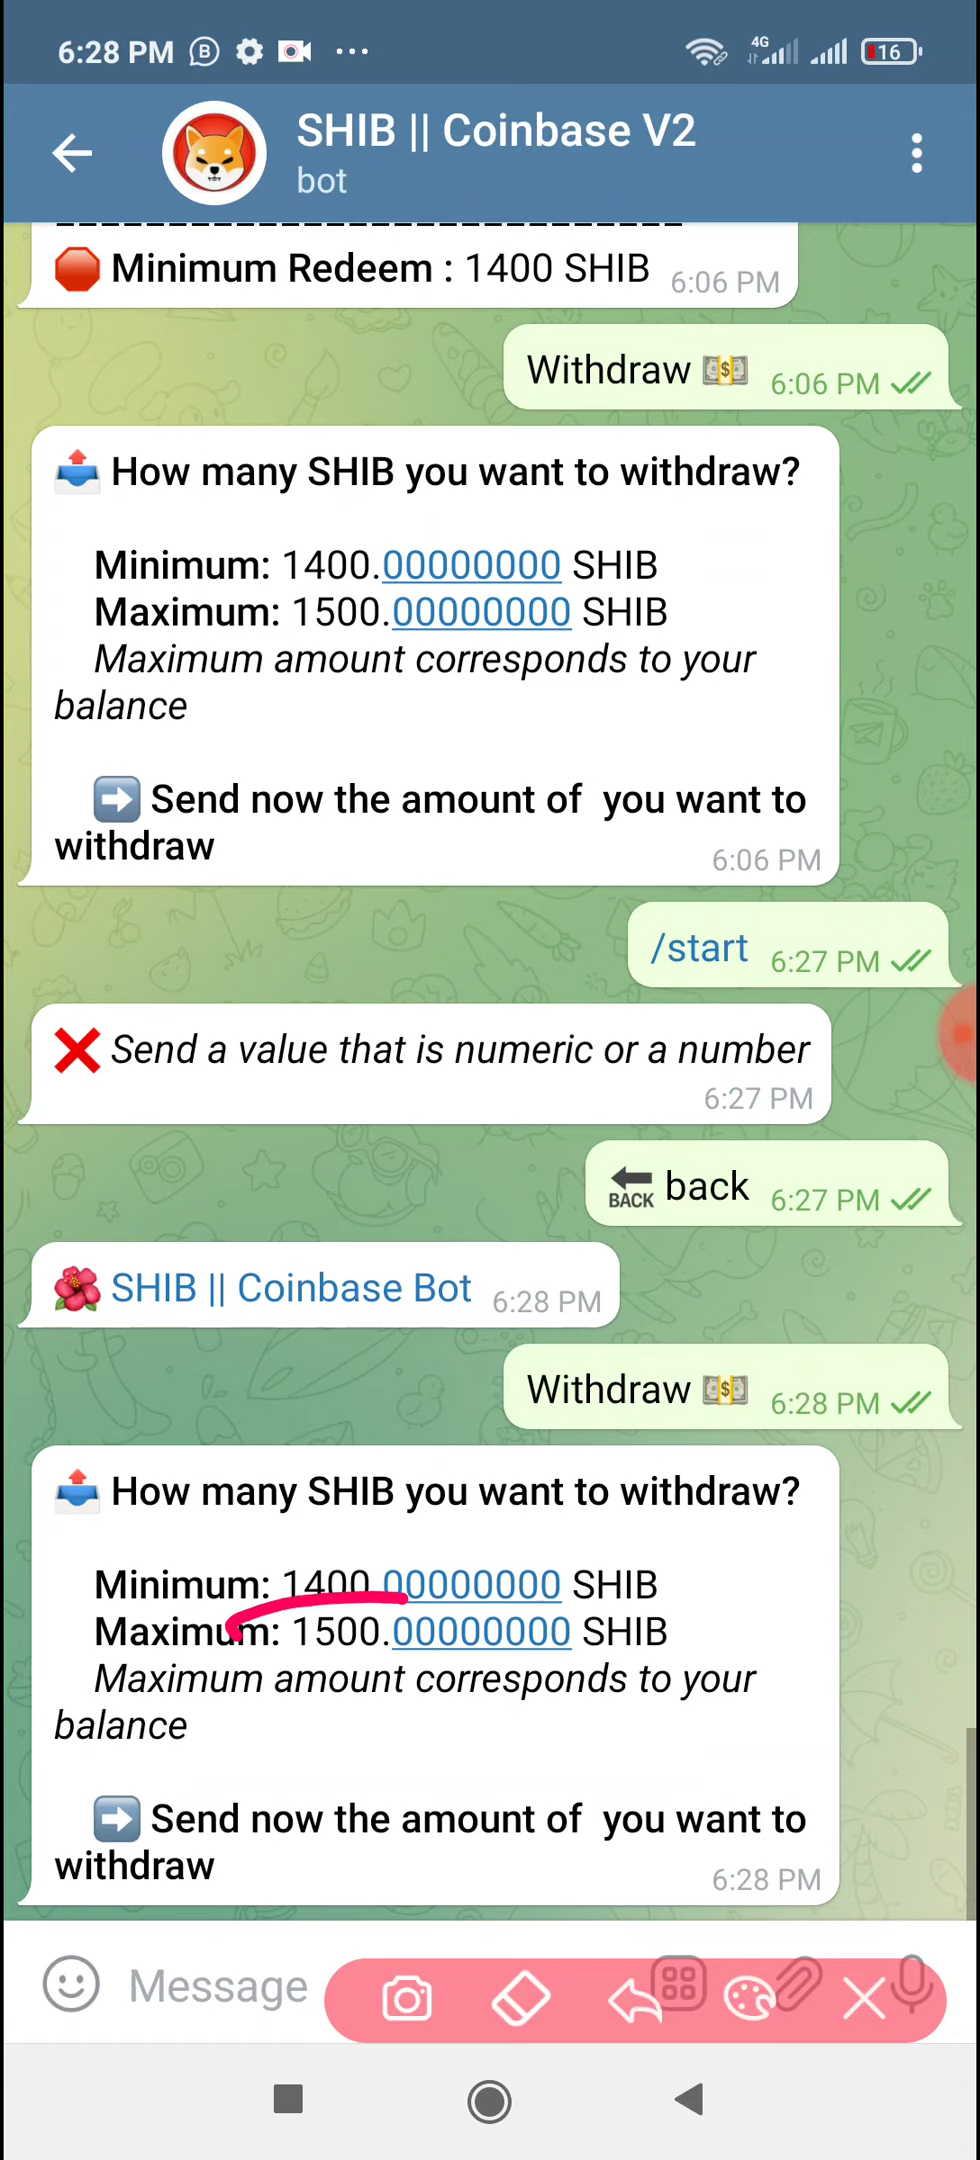 6:28 PM
4G
16
SHIB || Coinbase V2
bot
Minimum Redeem : 1400 SHIB
6:06 PM
Withdraw
6:06 PM
How many SHIB you want to withdraw?
Minimum: 1400.00000000 SHIB
Maximum: 1500.00000000 SHIB
Maximum amount corresponds to your
balance
Send now the amount of you want to
withdraw
6:06 PM
/start
6:27 PM
Send a value that is numeric or a number
6:27 PM
BACK back
6:27 PM
SHIB || Coinbase Bot
6:28 PM
Withdraw
6:28 PM
How many SHIB you want to withdraw?
Minimum: 1400.00000000 SHIB
Maximum: 1500.00000000 SHIB
Maximum amount corresponds to your
balance
Send now the amount of you want to
withdraw
6:28 PM
Message